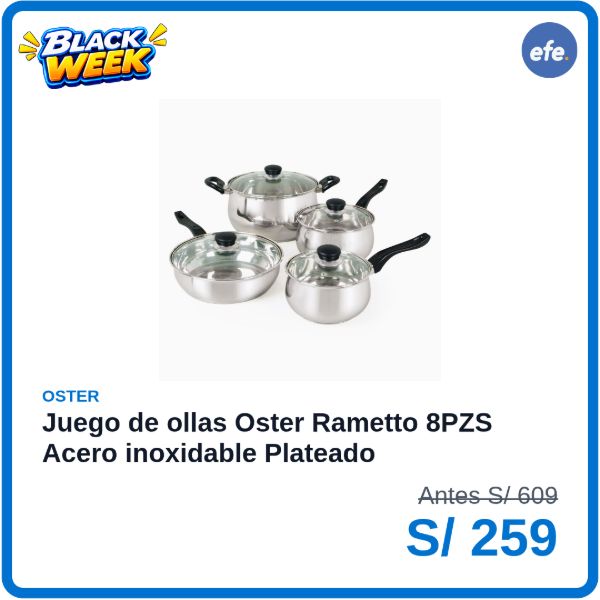 BLACK
WEEK
efe.
OSTER
Juego de ollas Oster Rametto 8PZS
Acero inoxidable Plateado
Antes S/ 609
S/ 259